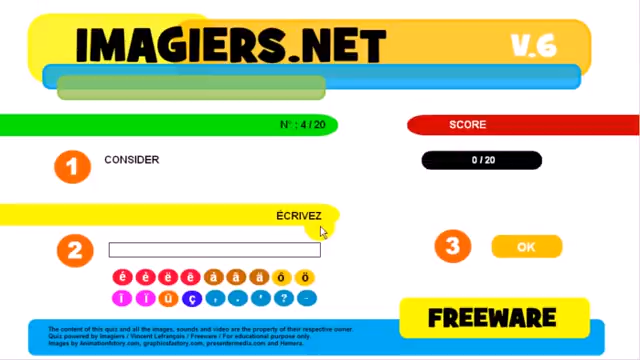 IMAGIERS.NET V.6
N° : 4 / 20
SCORE
1 CONSIDER
0 / 20
ÉCRIVEZ
2
3 OK
FREEWARE
The content of this quiz and all the images, sounds and video are the property of their respective owner.
Quiz powered by Imagiers / Vincent Lefrançois / Freeware / For educational purpose only.
Images by Animationfactory.com, graphicsfactory.com, presentermedia.com and Hemera.